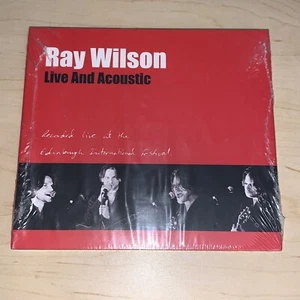 Ray Wilson
Live And Acoustic
Recorded live at the
Edinburgh International Festival